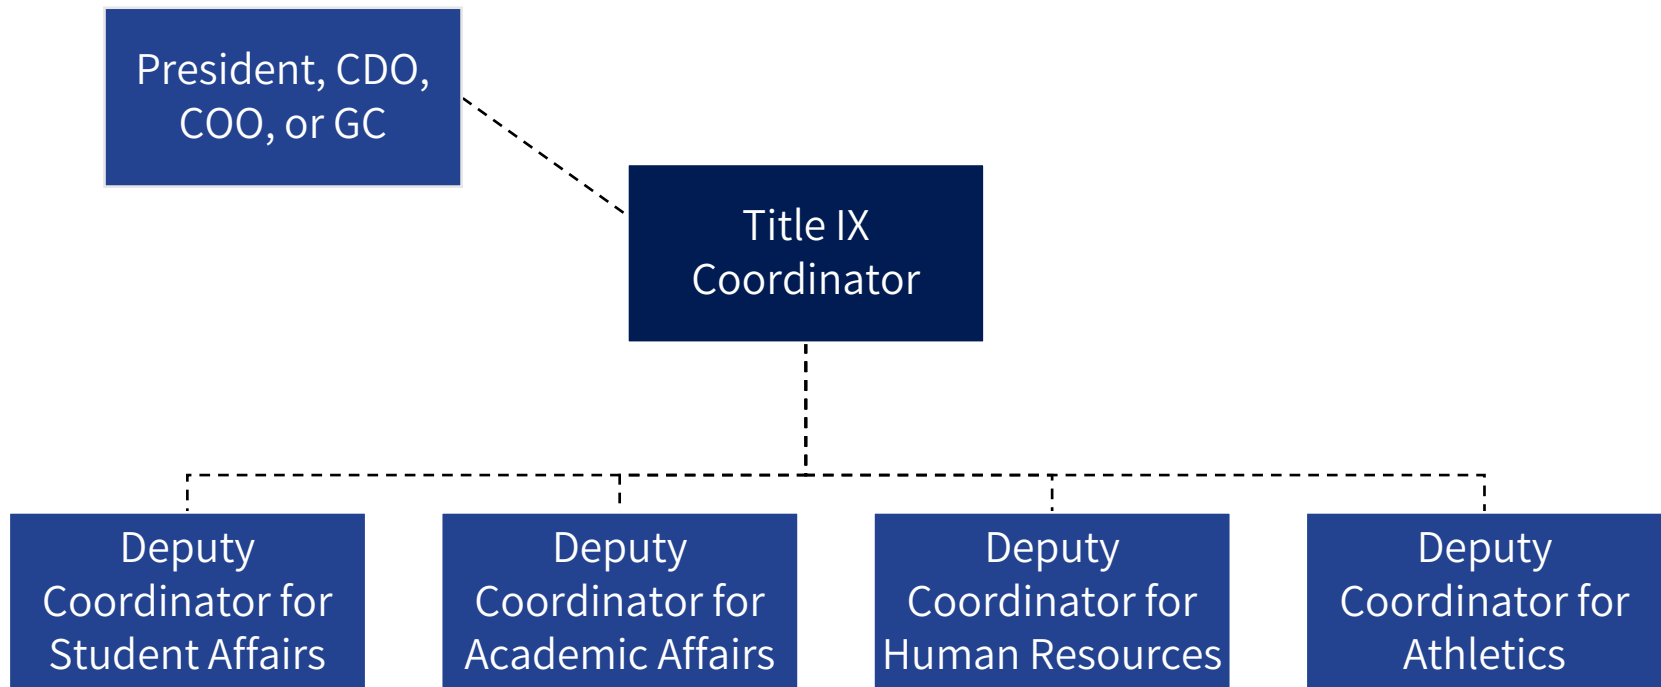 President, CDO,
COO, or GC
Title IX
Coordinator
Deputy
Coordinator for
Student Affairs
Deputy
Coordinator for
Academic Affairs
Deputy
Coordinator for
Human Resources
Deputy
Coordinator for
Athletics